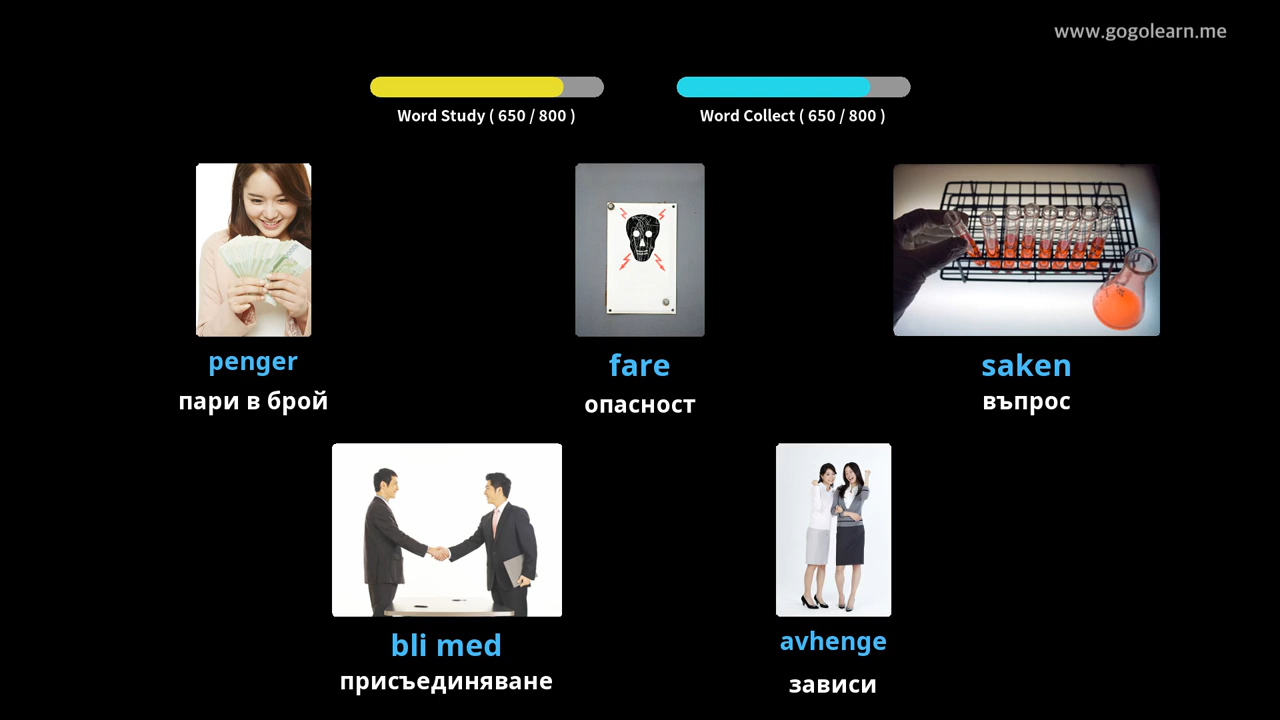 www.gogolearn.me
Word Study ( 650 / 800 )
Word Collect ( 650 / 800 )
penger
пари в брой
fare
опасност
saken
въпрос
bli med
присъединяване
avhenge
зависи